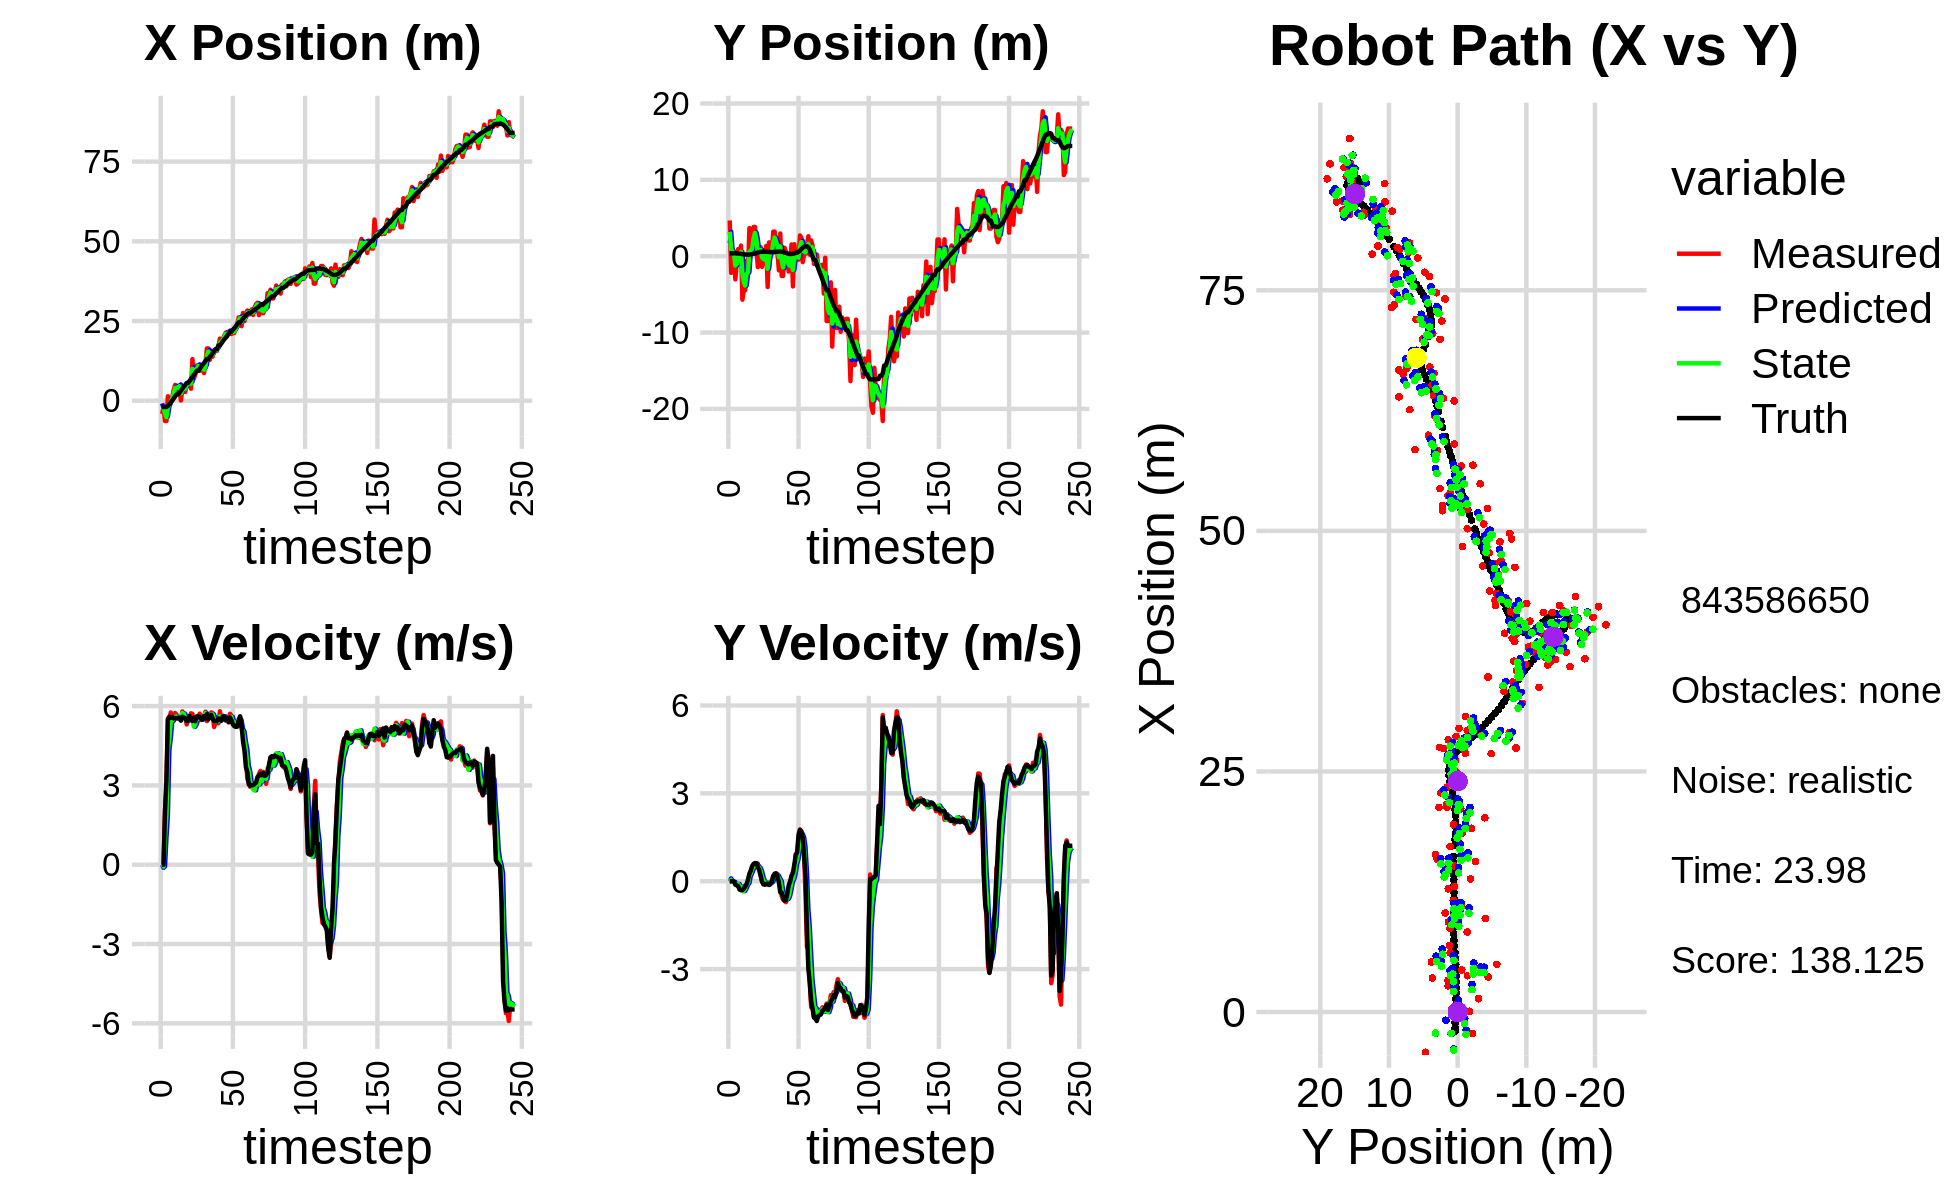 X Position (m)
75
50
25
0
0
50
100
150
200
250
timestep
Y Position (m)
20
10
0
-10
-20
0
50
100
150
200
250
timestep
X Velocity (m/s)
6
3
0
-3
-6
0
50
100
150
200
250
timestep
Y Velocity (m/s)
6
3
0
-3
0
50
100
150
200
250
timestep
Robot Path (X vs Y)
X Position (m)
75
50
25
0
20 10 0 -10 -20
Y Position (m)
variable
Measured
Predicted
State
Truth
843586650
Obstacles: none
Noise: realistic
Time: 23.98
Score: 138.125